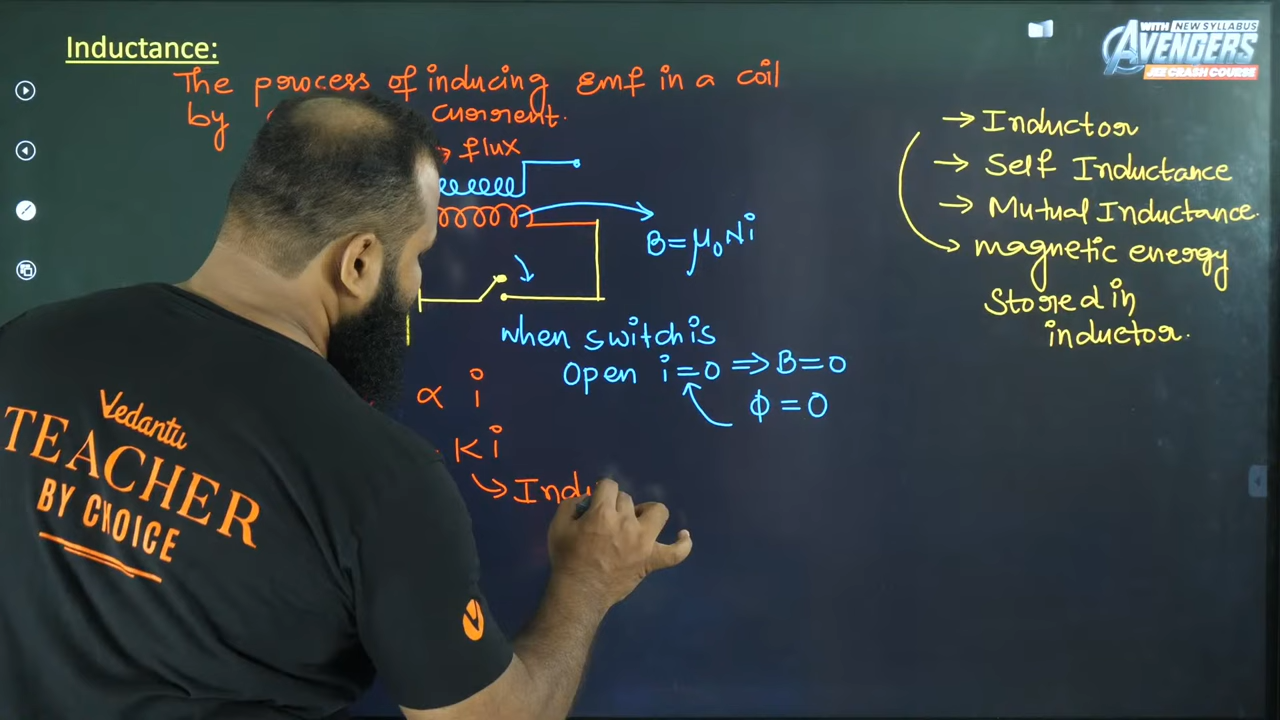 Inductance:
The process of inducing emf in a coil
by current.
→ flux
B = μ₀Ni
when switch is
Open i = 0 ⇒ B = 0
ϕ = 0
∝ i
Ki
→ Indu
→ Inductor
→ Self Inductance
→ Mutual Inductance.
→ magnetic energy
Stored in
inductor.
WITH NEW SYLLABUS
AVENGERS
JEE CRASH COURSE
Vedantu
TEACHER
BY CHOICE